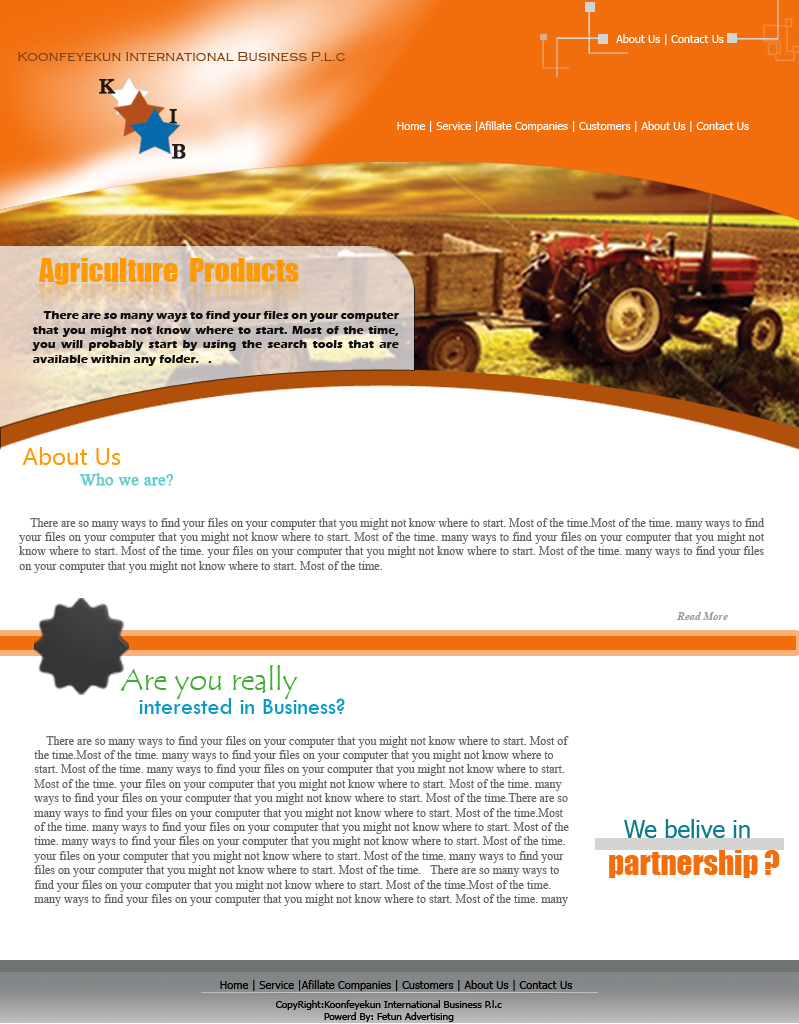 About Us | Contact Us
Koonfeyekun International Business P.l.c
K
I
B
Home | Service |Afillate Companies | Customers | About Us | Contact Us
Agriculture Products
There are so many ways to find your files on your computer
that you might not know where to start. Most of the time,
you will probably start by using the search tools that are
available within any folder. .
About Us
Who we are?
There are so many ways to find your files on your computer that you might not know where to start. Most of the time.Most of the time. many ways to find
your files on your computer that you might not know where to start. Most of the time. many ways to find your files on your computer that you might not
know where to start. Most of the time. your files on your computer that you might not know where to start. Most of the time. many ways to find your files
on your computer that you might not know where to start. Most of the time.
Read More
Are you really
interested in Business?
There are so many ways to find your files on your computer that you might not know where to start. Most of
the time.Most of the time. many ways to find your files on your computer that you might not know where to
start. Most of the time. many ways to find your files on your computer that you might not know where to start.
Most of the time. your files on your computer that you might not know where to start. Most of the time. many
ways to find your files on your computer that you might not know where to start. Most of the time.There are so
many ways to find your files on your computer that you might not know where to start. Most of the time.Most
of the time. many ways to find your files on your computer that you might not know where to start. Most of the
time. many ways to find your files on your computer that you might not know where to start. Most of the time.
your files on your computer that you might not know where to start. Most of the time. many ways to find your
files on your computer that you might not know where to start. Most of the time. There are so many ways to
find your files on your computer that you might not know where to start. Most of the time.Most of the time.
many ways to find your files on your computer that you might not know where to start. Most of the time. many
We belive in
partnership ?
Home | Service |Afillate Companies | Customers | About Us | Contact Us
CopyRight:Koonfeyekun International Business P.l.c
Powerd By: Fetun Advertising